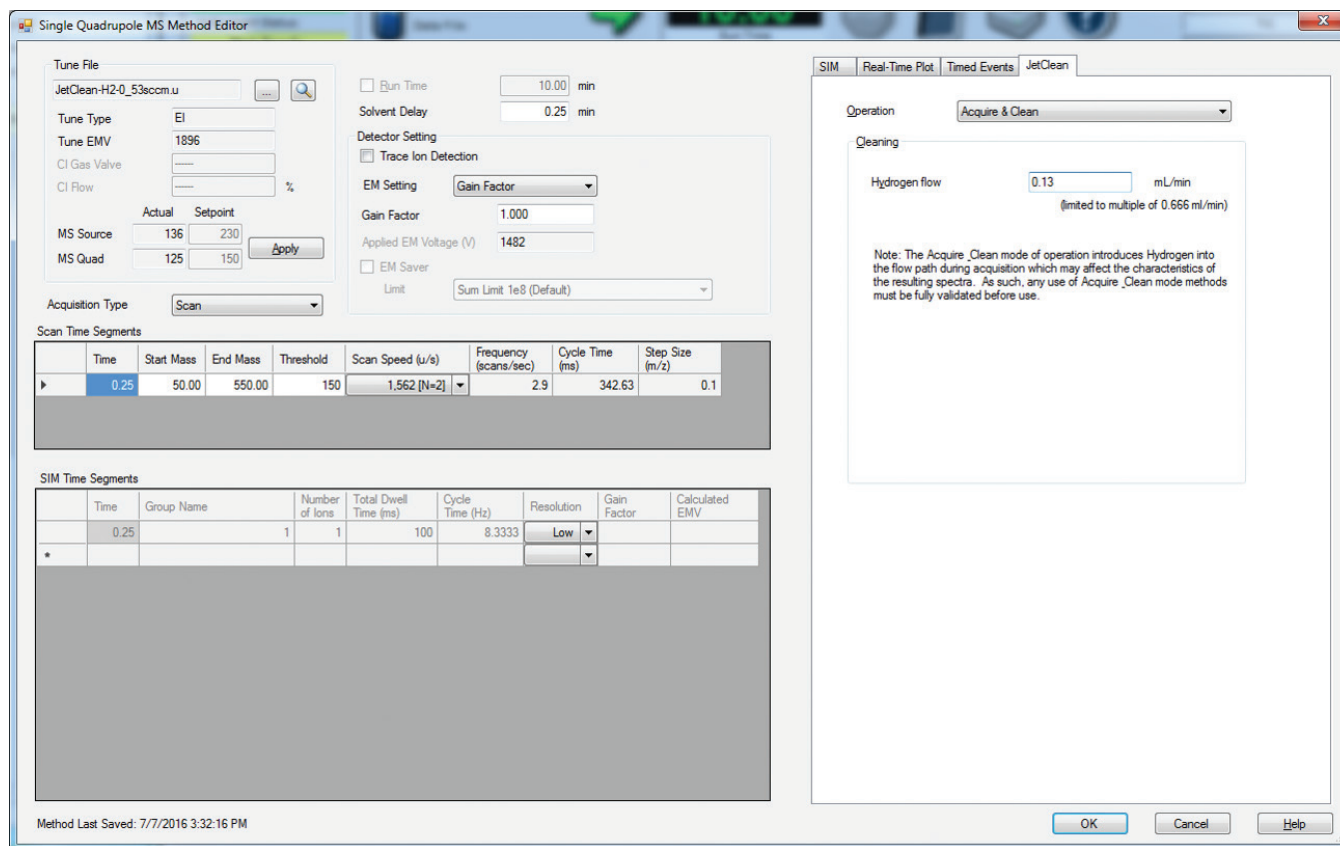 Single Quadrupole MS Method Editor
Tune File
JetClean-H2-0_53sccm.u ...
Tune Type EI
Tune EMV 1896
CI Gas Valve -----
CI Flow ----- %
Actual Setpoint
MS Source 136 230
MS Quad 125 150
Apply
Acquisition Type Scan
Run Time 10.00 min
Solvent Delay 0.25 min
Detector Setting
Trace Ion Detection
EM Setting Gain Factor
Gain Factor 1.000
Applied EM Voltage (V) 1482
EM Saver
Limit Sum Limit 1e8 (Default)
Scan Time Segments
Time Start Mass End Mass Threshold Scan Speed (u/s) Frequency (scans/sec) Cycle Time (ms) Step Size (m/z)
0.25 50.00 550.00 150 1,562 [N=2] 2.9 342.63 0.1
SIM Time Segments
Time Group Name Number of Ions Total Dwell Time (ms) Cycle Time (Hz) Resolution Gain Factor Calculated EMV
0.25 1 1 100 8.3333 Low
*
Method Last Saved: 7/7/2016 3:32:16 PM
SIM Real-Time Plot Timed Events JetClean
Operation Acquire & Clean
Cleaning
Hydrogen flow 0.13 mL/min
(limited to multiple of 0.666 ml/min)
Note: The Acquire _Clean mode of operation introduces Hydrogen into
the flow path during acquisition which may affect the characteristics of
the resulting spectra. As such, any use of Acquire _Clean mode methods
must be fully validated before use.
OK Cancel Help